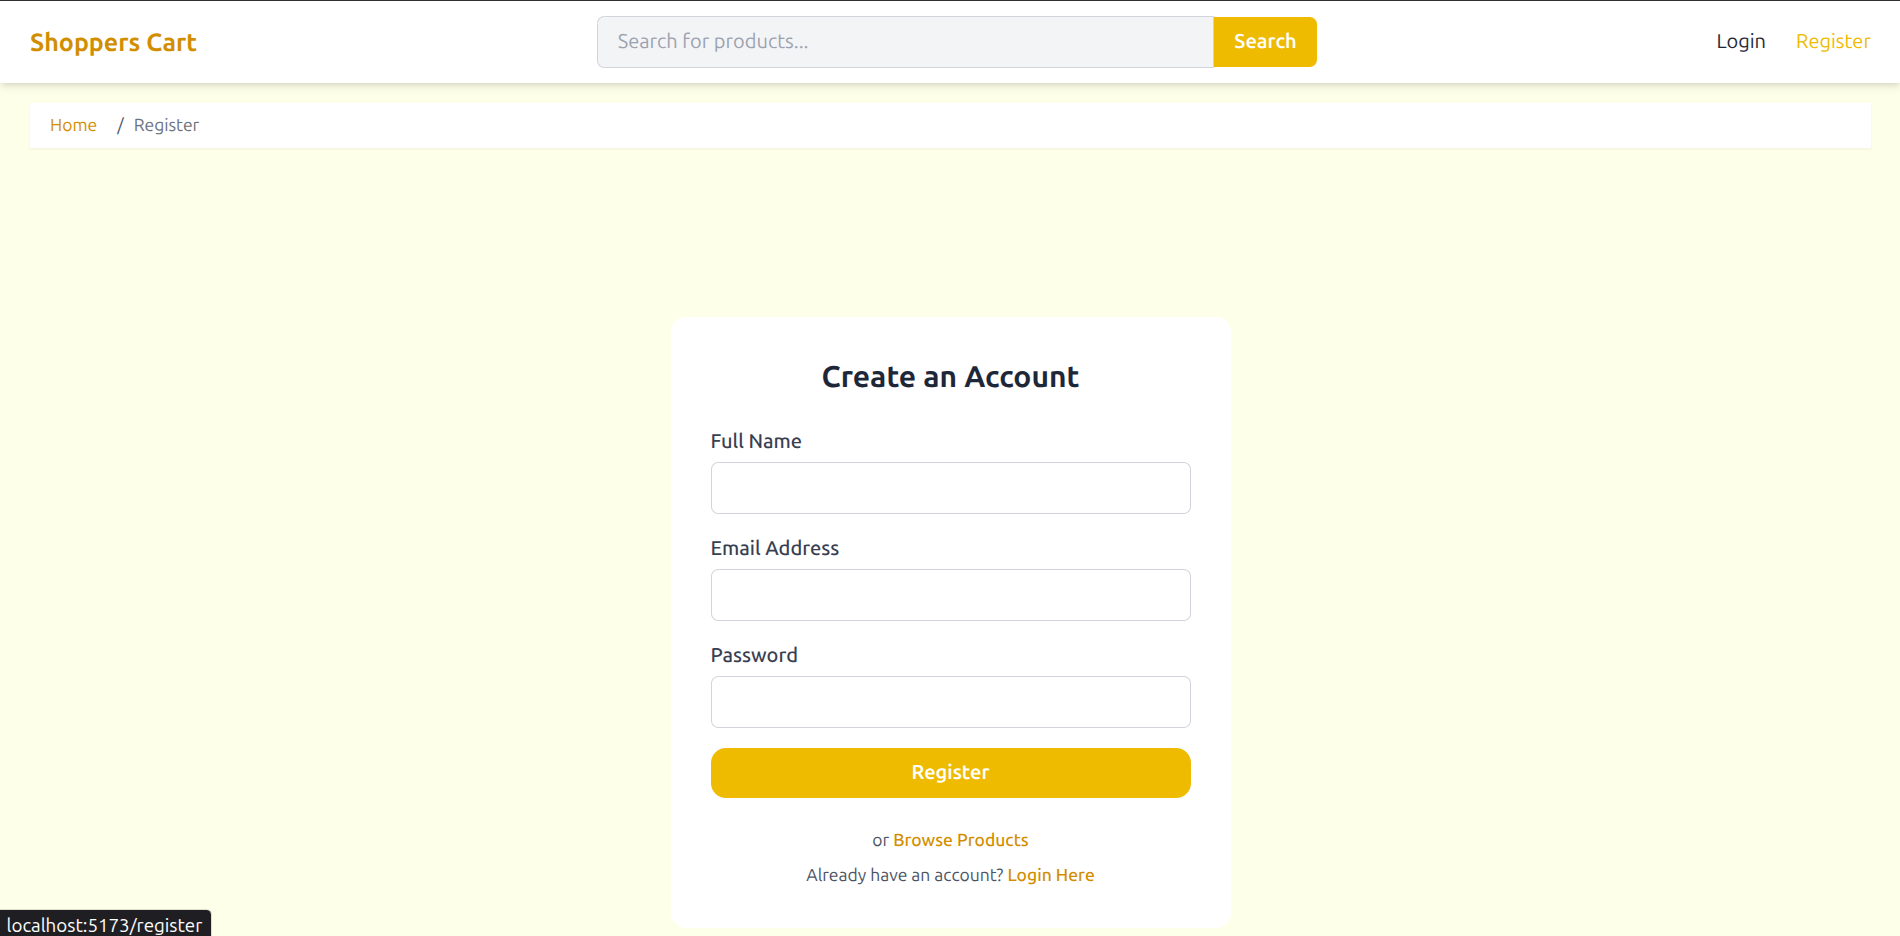 Shoppers Cart
Search for products...
Search
Login
Register
Home / Register
Create an Account
Full Name
Email Address
Password
Register
or Browse Products
Already have an account? Login Here
localhost:5173/register